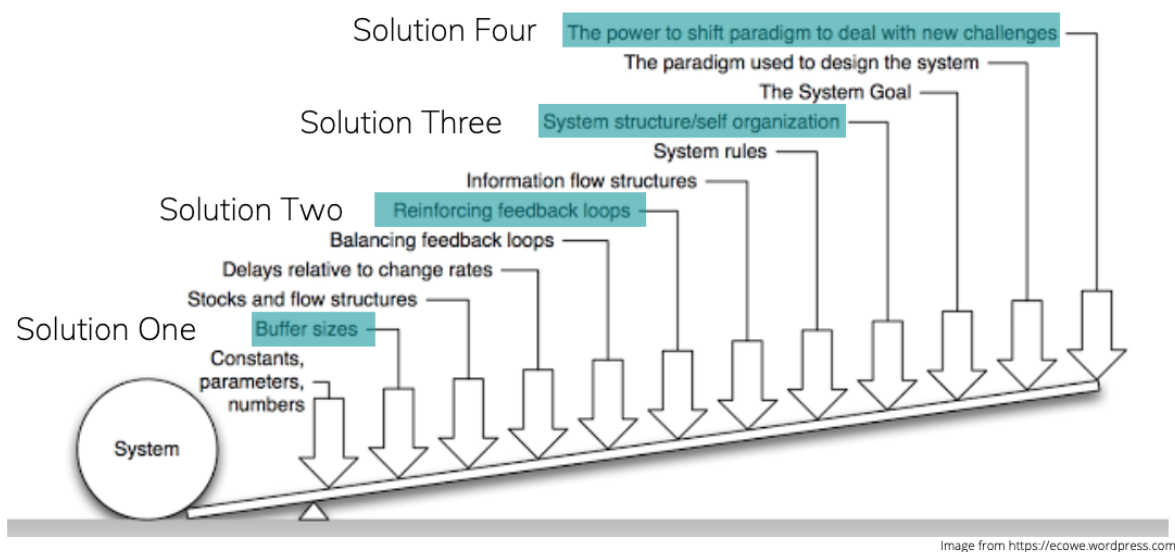 Solution Four
The power to shift paradigm to deal with new challenges
The paradigm used to design the system
The System Goal
Solution Three
System structure/self organization
System rules
Information flow structures
Solution Two
Reinforcing feedback loops
Balancing feedback loops
Delays relative to change rates
Stocks and flow structures
Solution One
Buffer sizes
Constants,
parameters,
numbers
System
Image from https://ecowe.wordpress.com